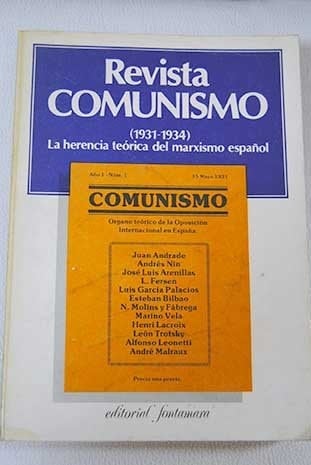 Revista
COMUNISMO
(1931-1934)
La herencia teórica del marxismo español
Año I - Núm. 1 15 Mayo 1931
COMUNISMO
Organo teórico de la Oposición
Internacional en España
Juan Andrade
Andrés Nin
José Luis Arenillas
L. Fersen
Luis García Palacios
Esteban Bilbao
N. Molins y Fábrega
Marino Vela
Henri Lacroix
León Trotsky
Alfonso Leonetti
André Malraux
Precio una peseta
editorial fontamara